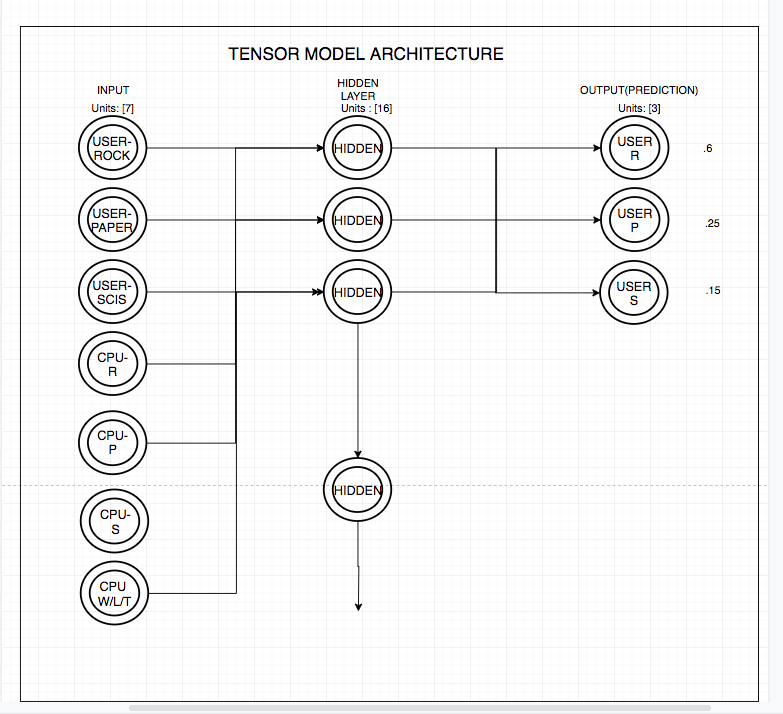 TENSOR MODEL ARCHITECTURE
INPUT
Units: [7]
HIDDEN
LAYER
Units : [16]
OUTPUT(PREDICTION)
Units: [3]
USER-
ROCK
HIDDEN
USER
R
.6
USER-
PAPER
HIDDEN
USER
P
.25
USER-
SCIS
HIDDEN
USER
S
.15
CPU-
R
CPU-
P
HIDDEN
CPU-
S
CPU
W/L/T